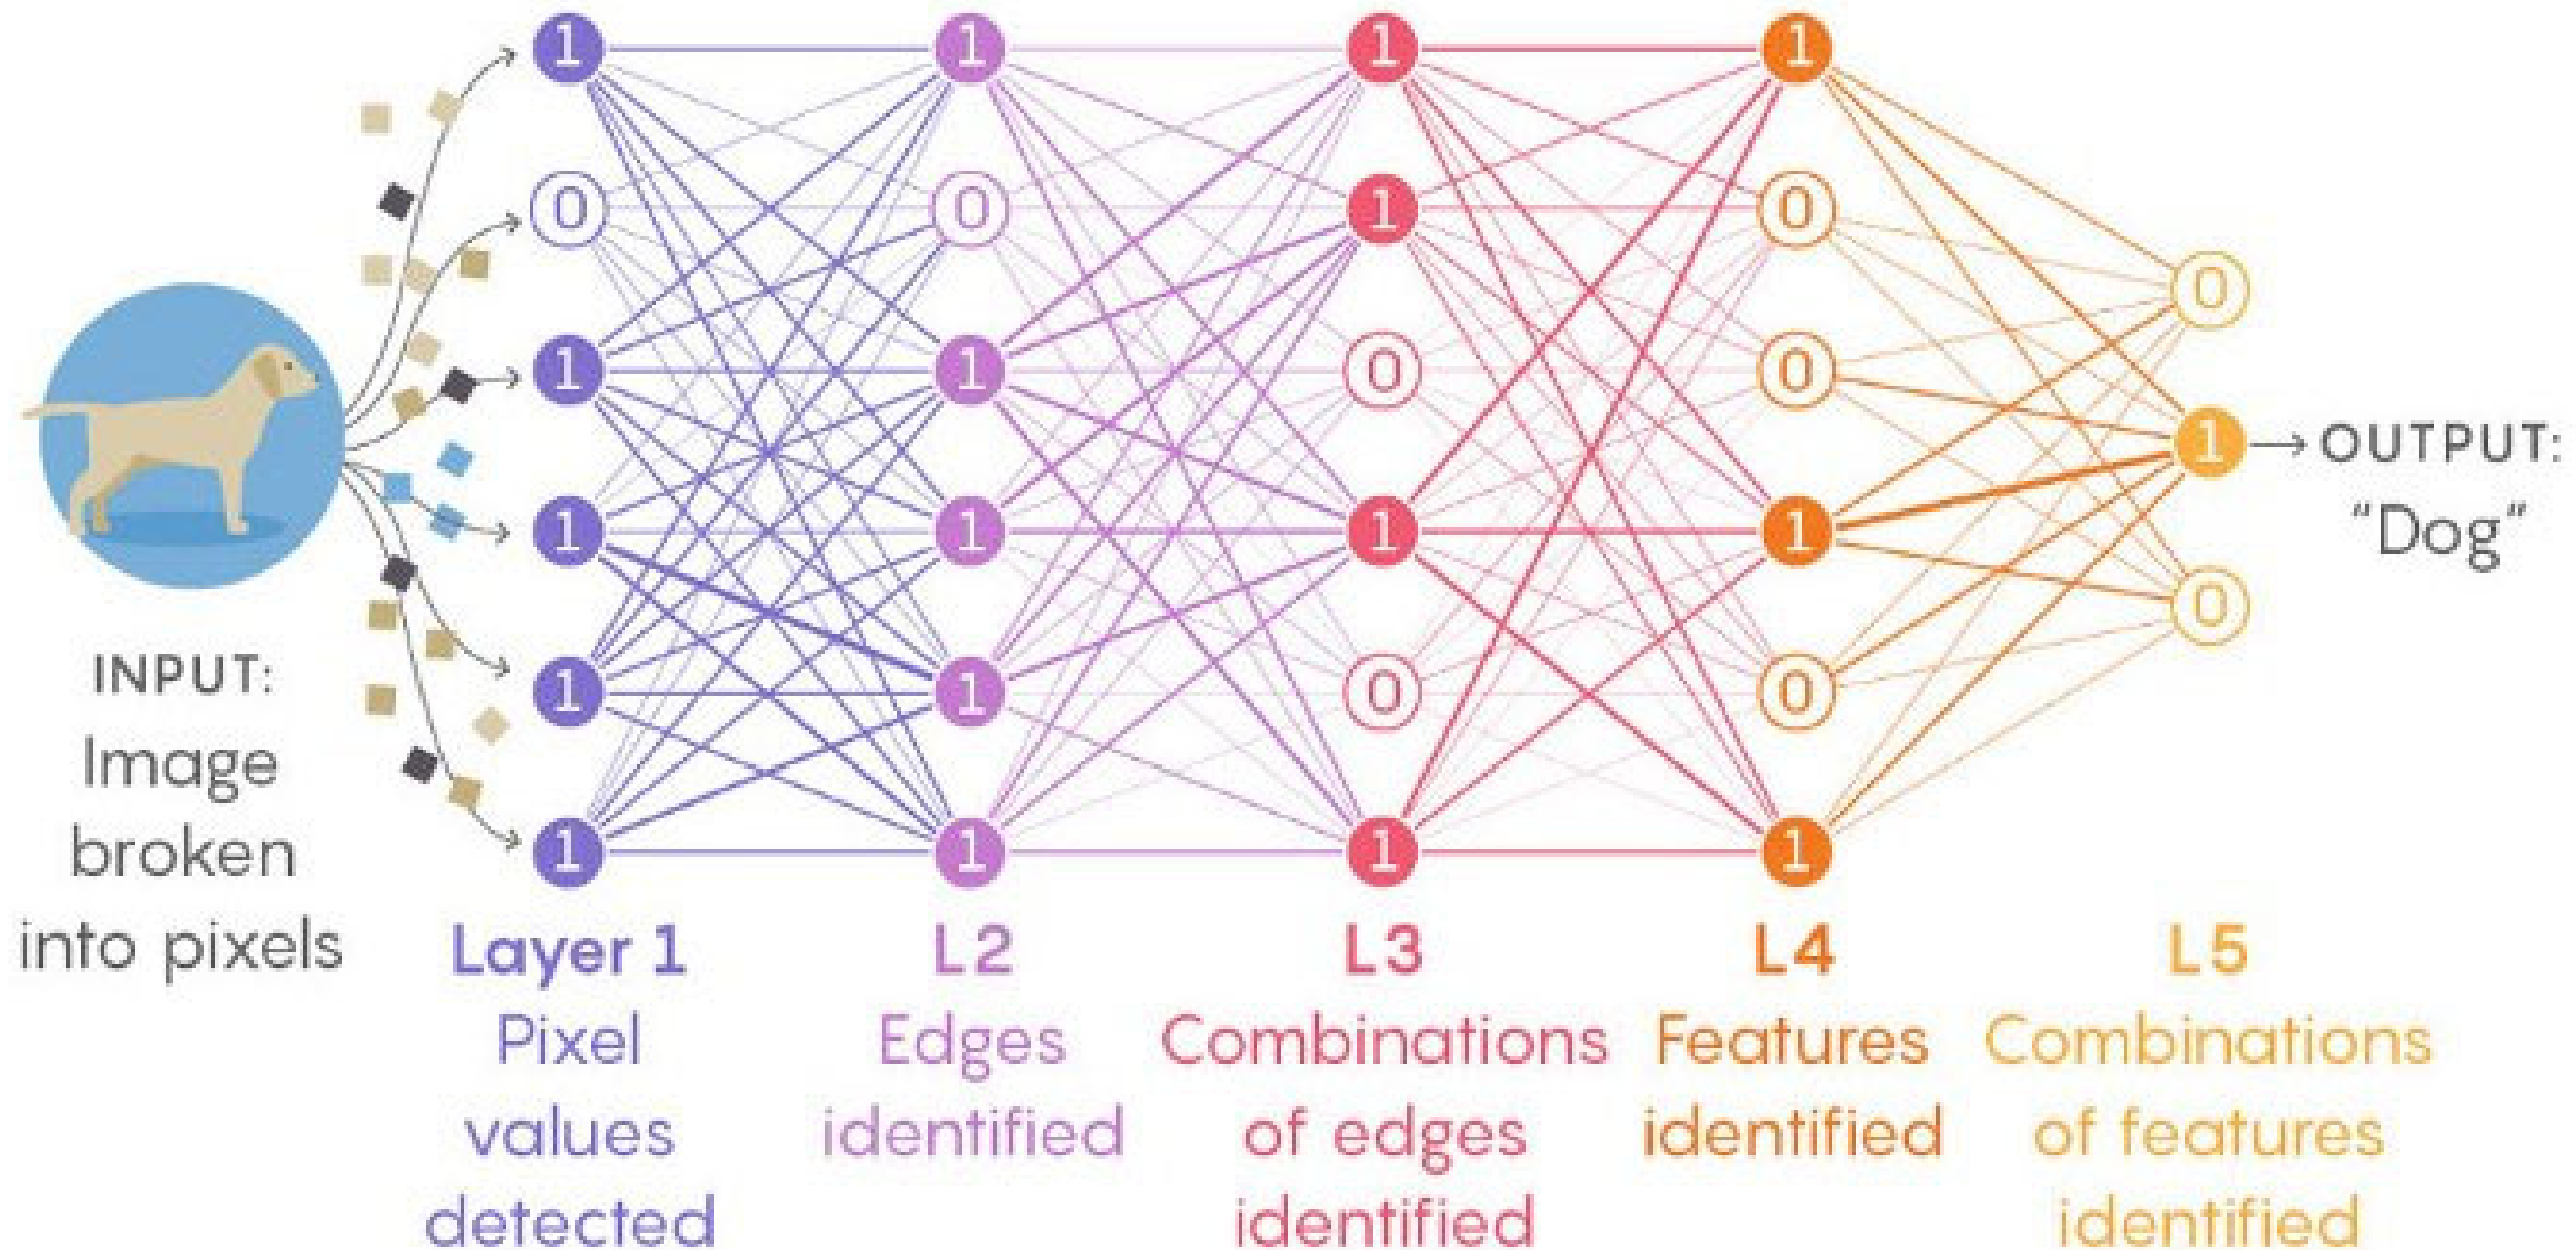 1 1 1 1
0 0 1 0
0
1 1 0 0
1 → OUTPUT:
"Dog"
1 1 1 1
0
1 1 0 0
1 1 1 1
INPUT:
Image
broken
into pixels
Layer 1
Pixel
values
detected
L2
Edges
identified
L3
Combinations
of edges
identified
L4
Features
identified
L5
Combinations
of features
identified